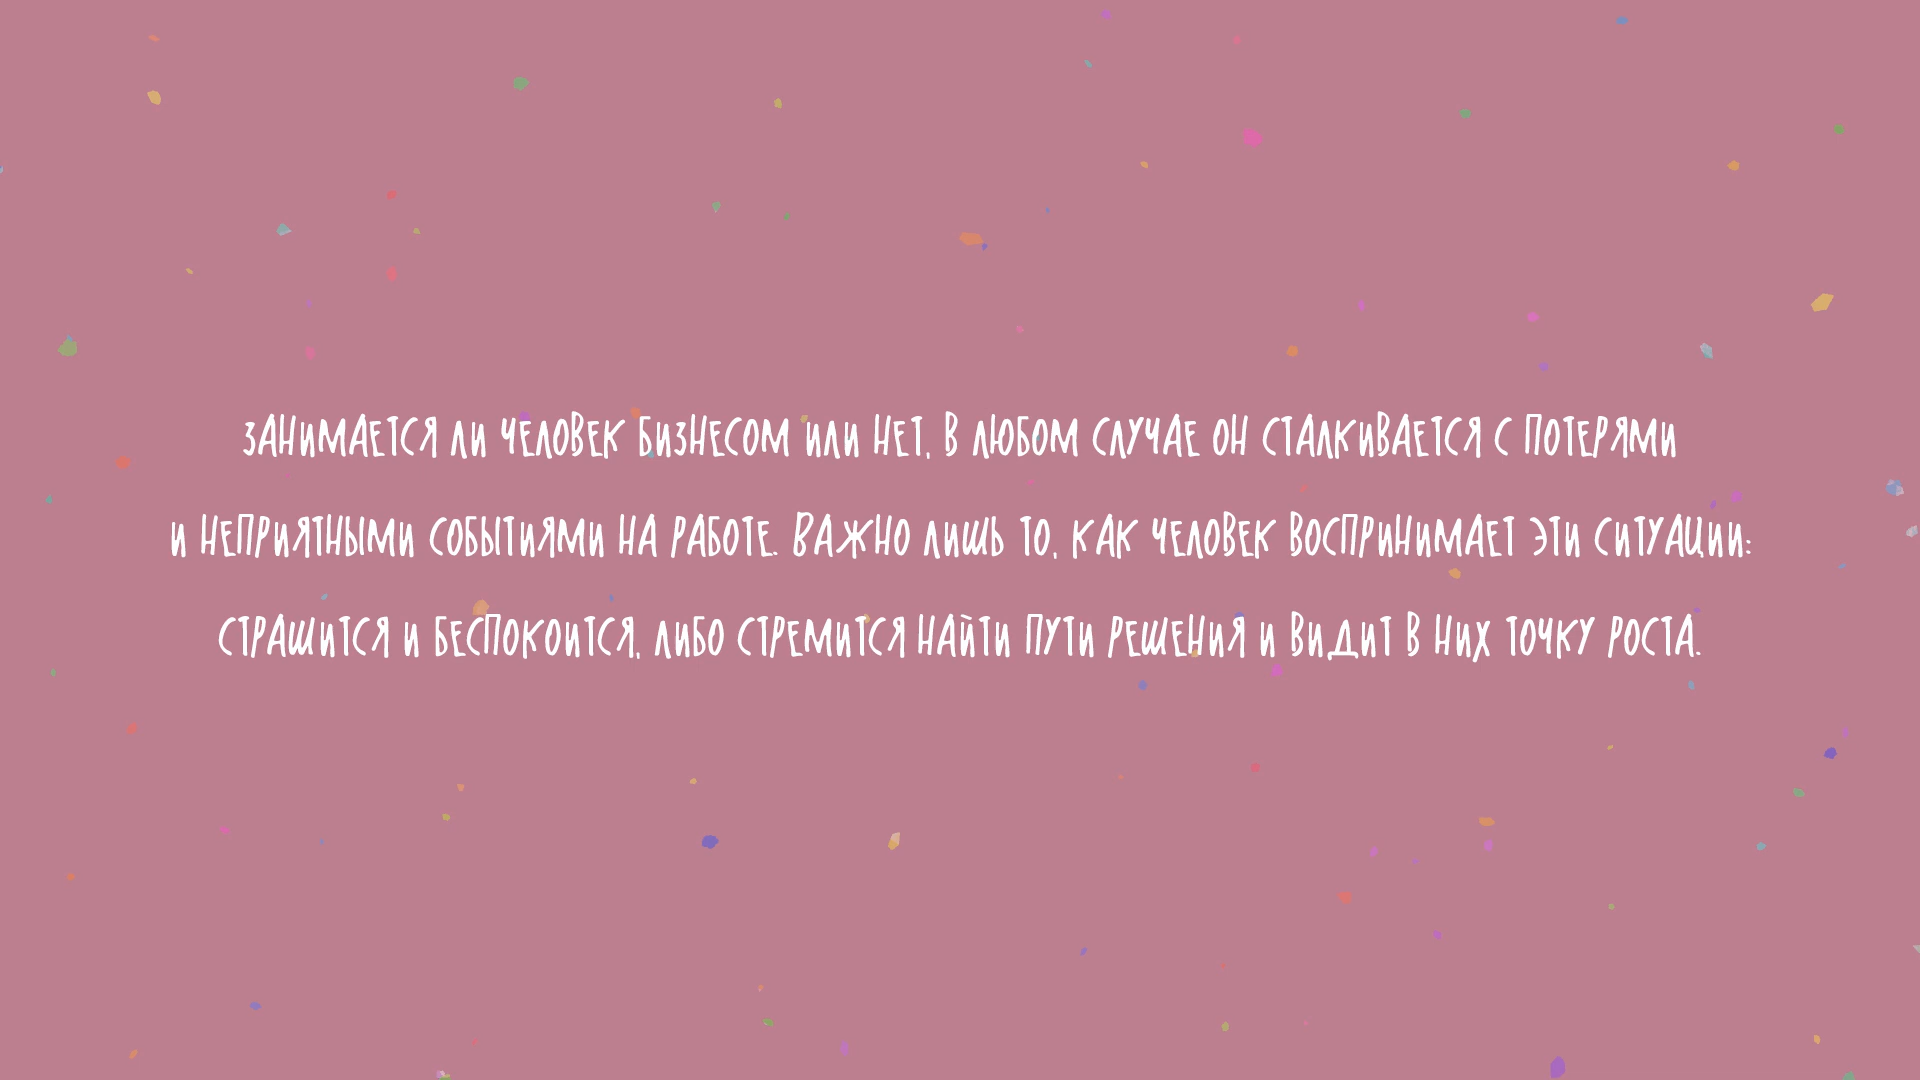 ЗАНИМАЕТСЯ ЛИ ЧЕЛОВЕК БИЗНЕСОМ ИЛИ НЕТ, В ЛЮБОМ СЛУЧАЕ ОН СТАЛКИВАЕТСЯ С ПОТЕРЯМИ
И НЕПРИЯТНЫМИ СОБЫТИЯМИ НА РАБОТЕ. ВАЖНО ЛИШЬ ТО, КАК ЧЕЛОВЕК ВОСПРИНИМАЕТ ЭТИ СИТУАЦИИ:
СТРАШИТСЯ И БЕСПОКОИТСЯ, ЛИБО СТРЕМИТСЯ НАЙТИ ПУТИ РЕШЕНИЯ И ВИДИТ В НИХ ТОЧКУ РОСТА.